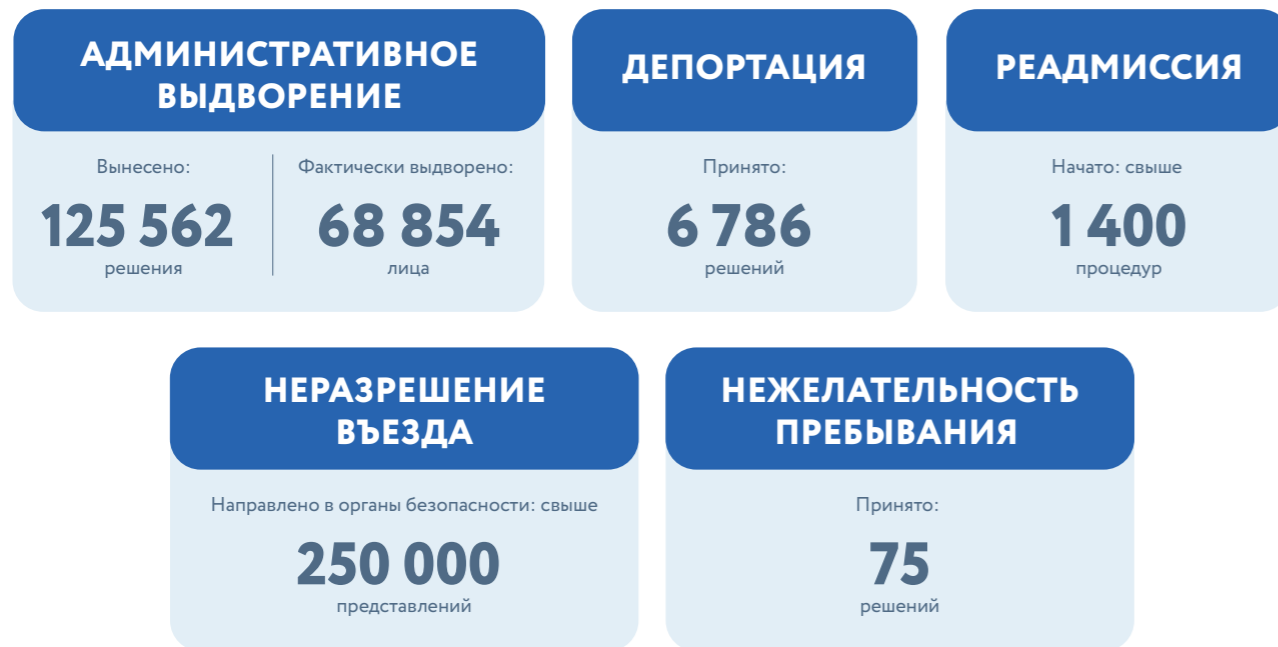 АДМИНИСТРАТИВНОЕ
ВЫДВОРЕНИЕ
Вынесено:
125 562
решения
Фактически выдворено:
68 854
лица
ДЕПОРТАЦИЯ
Принято:
6 786
решений
РЕАДМИССИЯ
Начато: свыше
1 400
процедур
НЕРАЗРЕШЕНИЕ
ВЪЕЗДА
Направлено в органы безопасности: свыше
250 000
представлений
НЕЖЕЛАТЕЛЬНОСТЬ
ПРЕБЫВАНИЯ
Принято:
75
решений